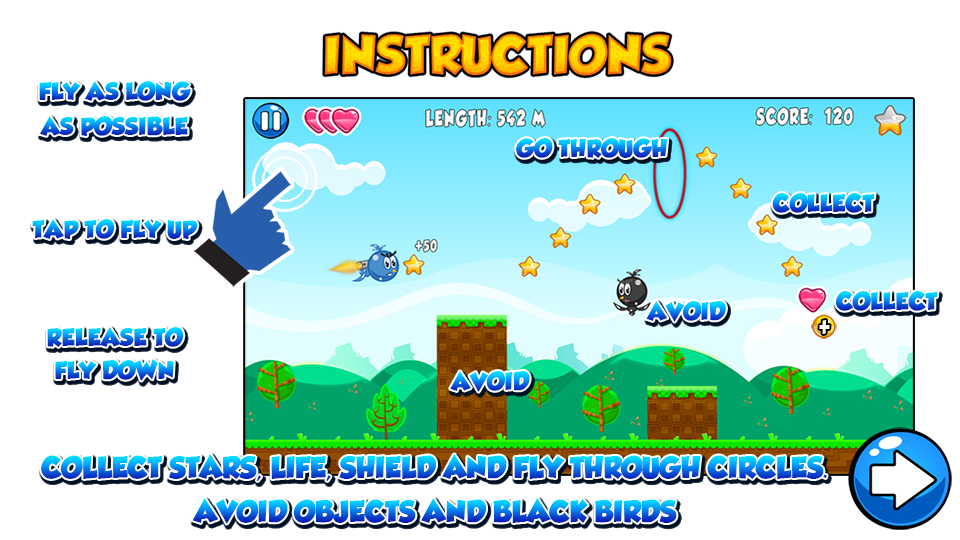 INSTRUCTIONS
FLY AS LONG
AS POSSIBLE
LENGTH: 542 M
SCORE: 120
GO THROUGH
COLLECT
TAP TO FLY UP
+50
COLLECT
AVOID
+
RELEASE TO
FLY DOWN
AVOID
COLLECT STARS, LIFE, SHIELD AND FLY THROUGH CIRCLES.
AVOID OBJECTS AND BLACK BIRDS